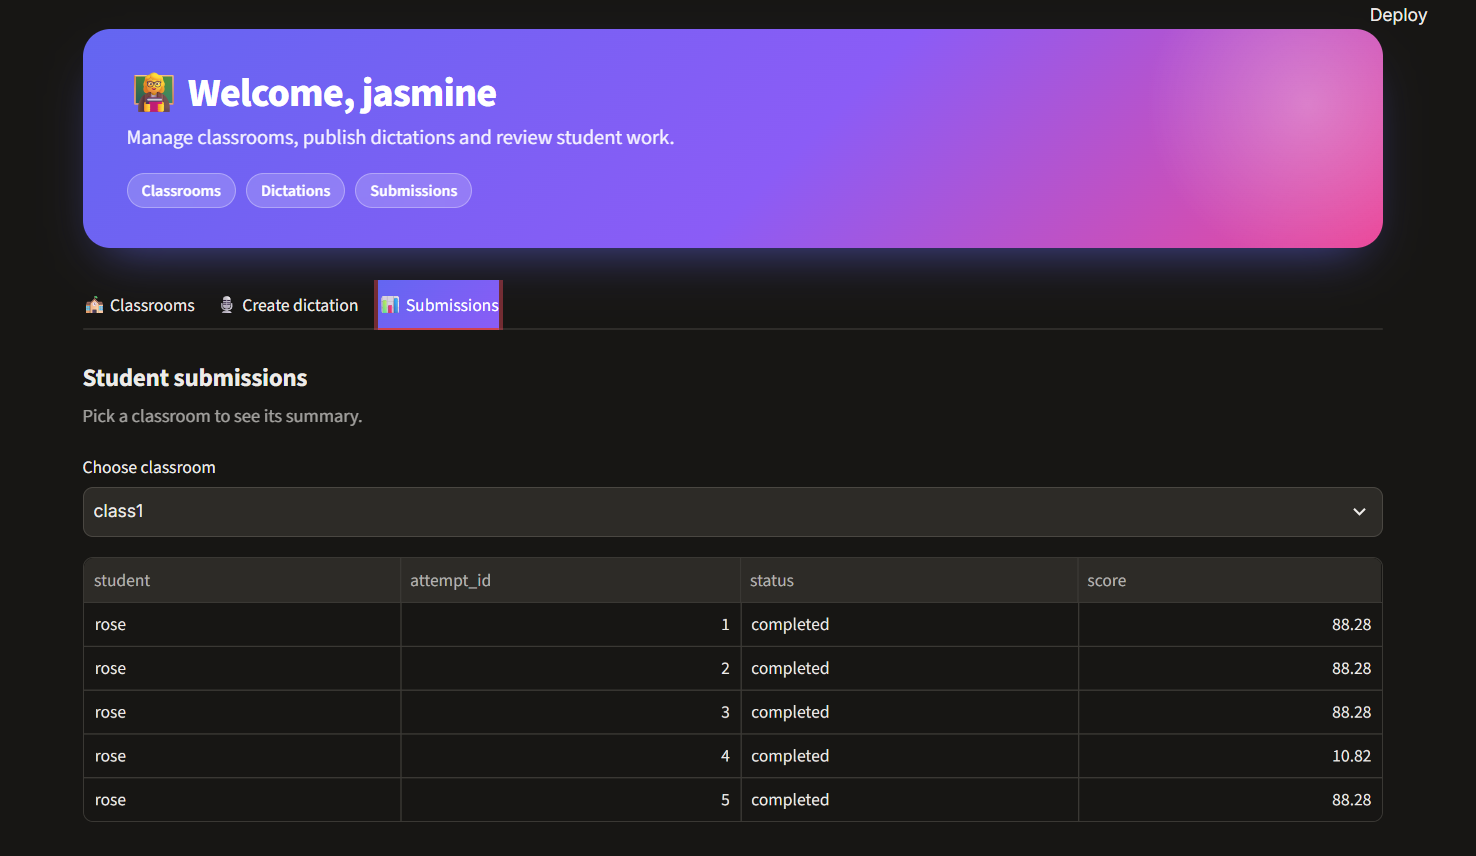 Deploy
Welcome, jasmine
Manage classrooms, publish dictations and review student work.
Classrooms Dictations Submissions
Classrooms Create dictation Submissions
Student submissions
Pick a classroom to see its summary.
Choose classroom
class1
student attempt_id status score
rose 1 completed 88.28
rose 2 completed 88.28
rose 3 completed 88.28
rose 4 completed 10.82
rose 5 completed 88.28